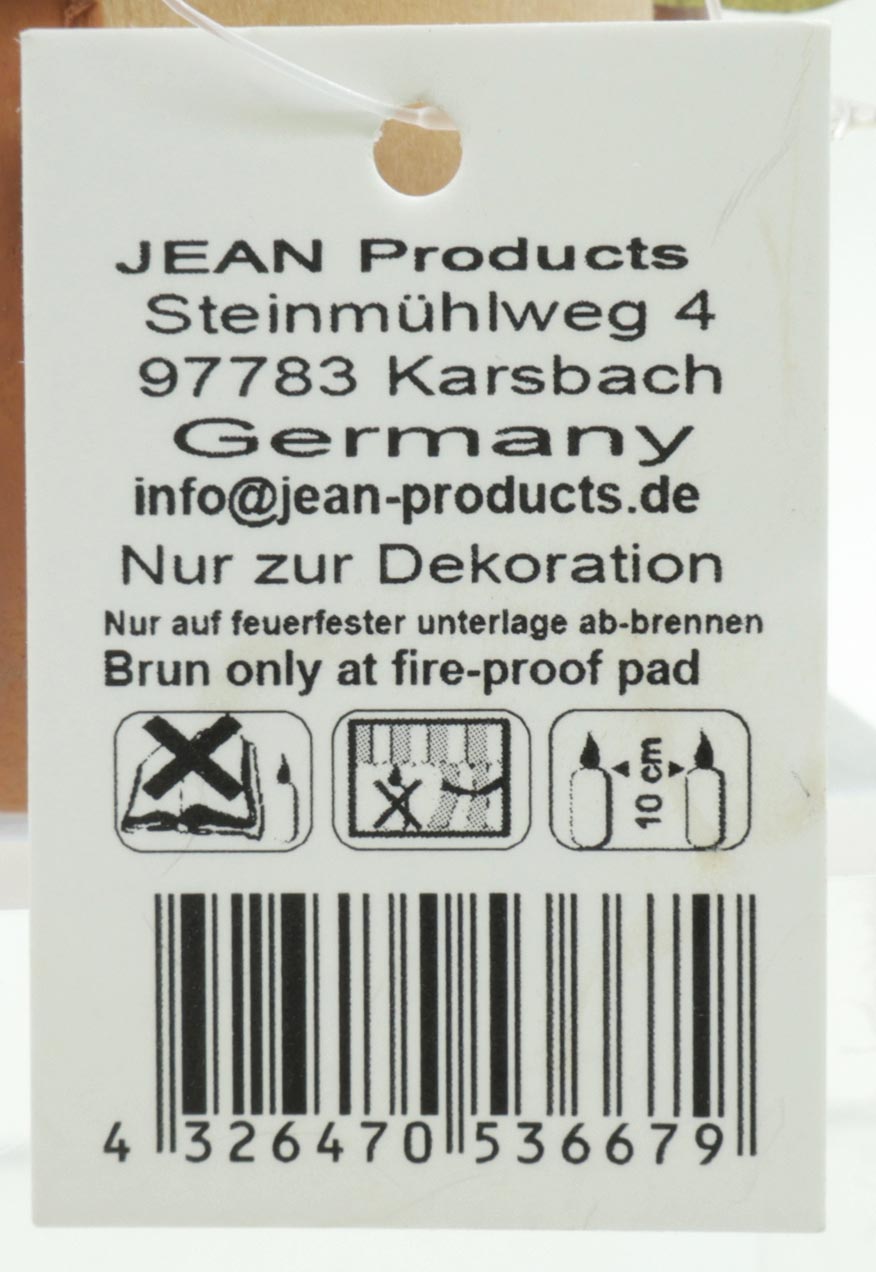 JEAN Products
Steinmühlweg 4
97783 Karsbach
Germany
info@jean-products.de
Nur zur Dekoration
Nur auf feuerfester unterlage ab-brennen
Brun only at fire-proof pad
10 cm
4 326470 536679